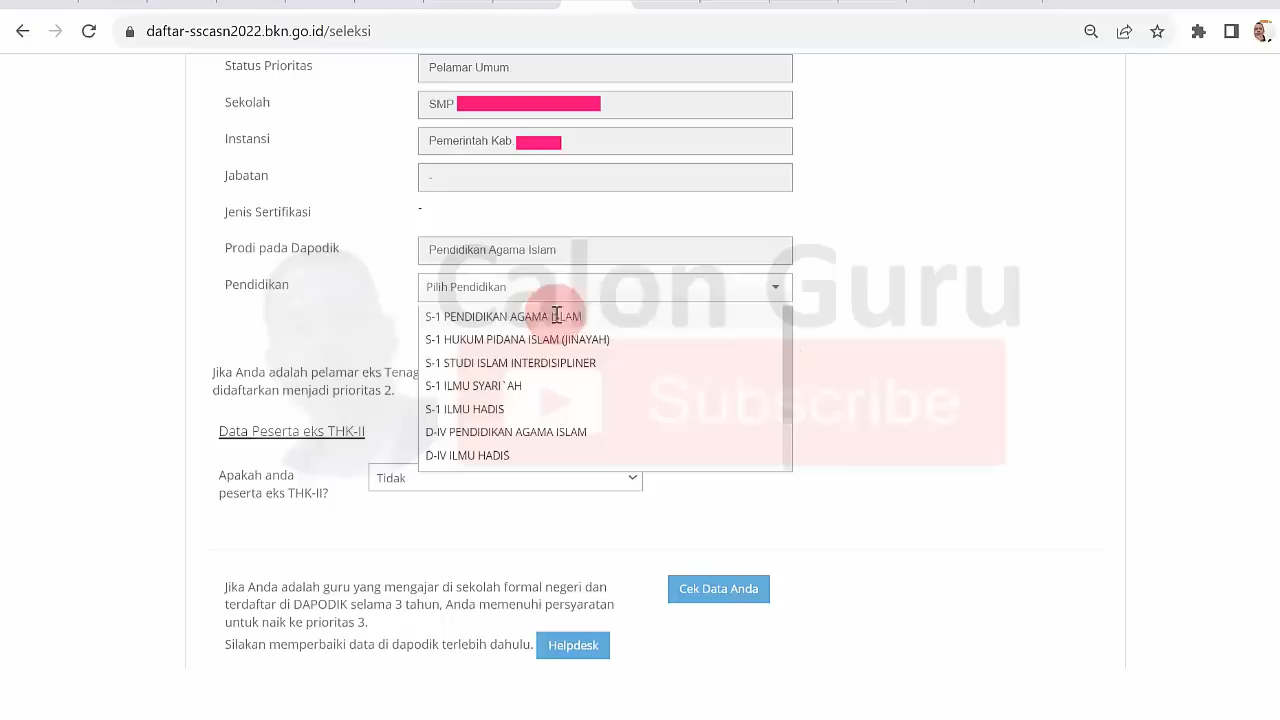 daftar-sscasn2022.bkn.go.id/seleksi
Status Prioritas
Pelamar Umum
Sekolah
SMP
Instansi
Pemerintah Kab.
Jabatan
-
Jenis Sertifikasi
-
Prodi pada Dapodik
Pendidikan Agama Islam
Calon Guru
Pendidikan
Pilih Pendidikan
S-1 PENDIDIKAN AGAMA ISLAM
S-1 HUKUM PIDANA ISLAM (JINAYAH)
S-1 STUDI ISLAM INTERDISIPLINER
S-1 ILMU SYARI`AH
S-1 ILMU HADIS
D-IV PENDIDIKAN AGAMA ISLAM
D-IV ILMU HADIS
Subscribe
Jika Anda adalah pelamar eks Tenag
didaftarkan menjadi prioritas 2.
Data Peserta eks THK-II
Apakah anda
peserta eks THK-II?
Tidak
Jika Anda adalah guru yang mengajar di sekolah formal negeri dan
terdaftar di DAPODIK selama 3 tahun, Anda memenuhi persyaratan
untuk naik ke prioritas 3.
Cek Data Anda
Silakan memperbaiki data di dapodik terlebih dahulu.
Helpdesk